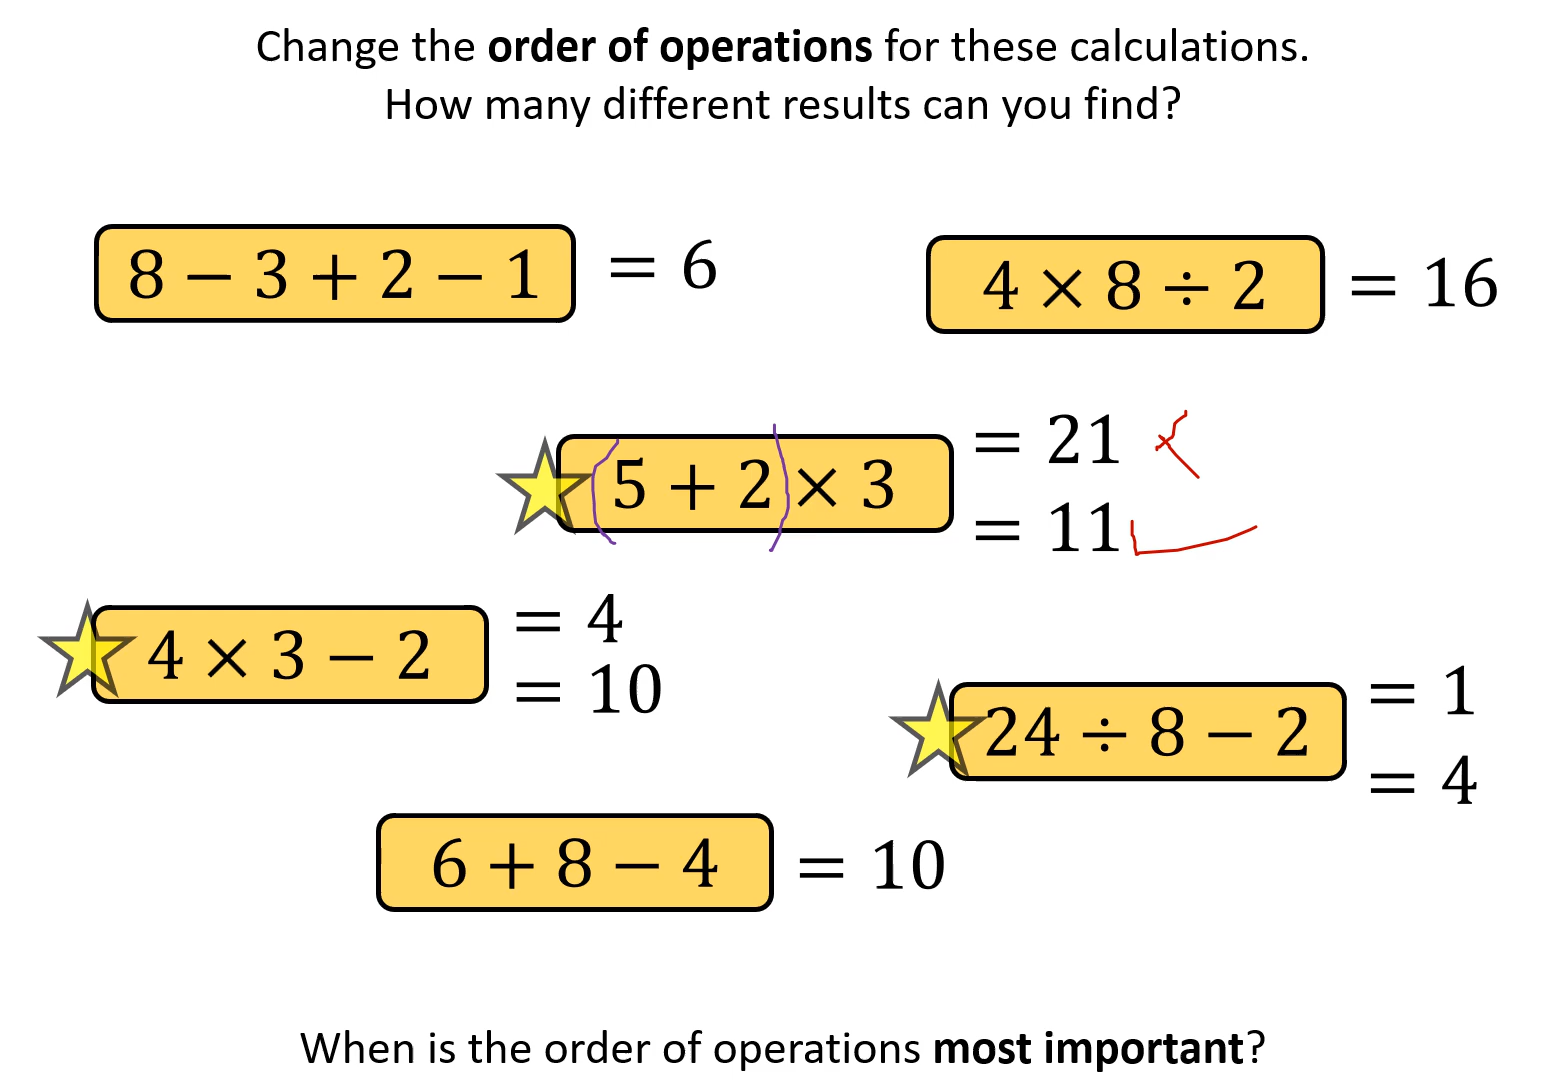 Change the order of operations for these calculations.
How many different results can you find?
8 − 3 + 2 − 1 = 6
4 × 8 ÷ 2 = 16
(5 + 2) × 3 = 21
= 11
4 × 3 − 2 = 4
= 10
24 ÷ 8 − 2 = 1
= 4
6 + 8 − 4 = 10
When is the order of operations most important?